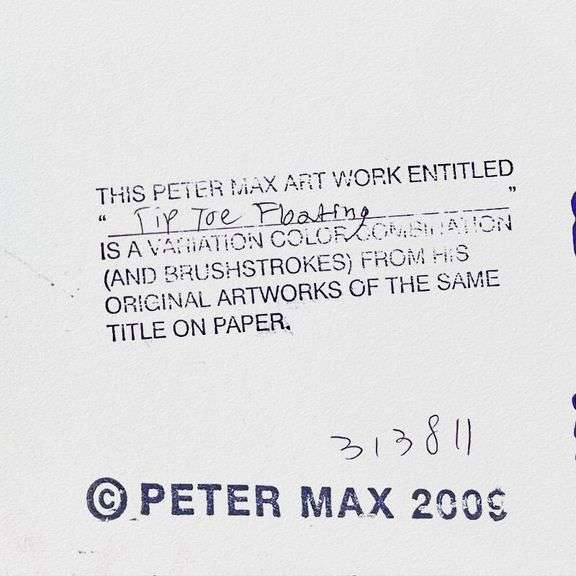 THIS PETER MAX ART WORK ENTITLED
“ Tip Toe Floating ”
IS A VARIATION COLOR COMBINATION
(AND BRUSHSTROKES) FROM HIS
ORIGINAL ARTWORKS OF THE SAME
TITLE ON PAPER.
313811
© PETER MAX 2009